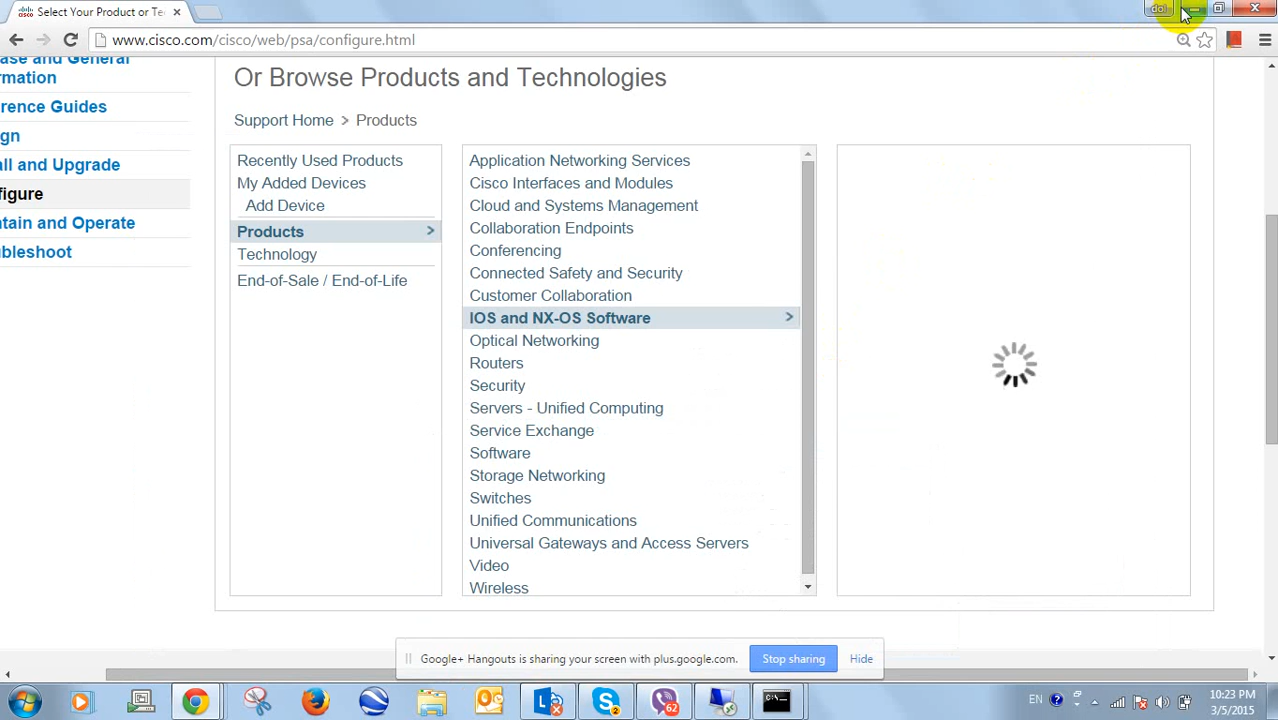 Select Your Product or Te
do!
www.cisco.com/cisco/web/psa/configure.html
ase and General
rmation
rence Guides
ign
all and Upgrade
figure
ntain and Operate
ubleshoot
Or Browse Products and Technologies
Support Home > Products
Recently Used Products
My Added Devices
Add Device
Products >
Technology
End-of-Sale / End-of-Life
Application Networking Services
Cisco Interfaces and Modules
Cloud and Systems Management
Collaboration Endpoints
Conferencing
Connected Safety and Security
Customer Collaboration
IOS and NX-OS Software >
Optical Networking
Routers
Security
Servers - Unified Computing
Service Exchange
Software
Storage Networking
Switches
Unified Communications
Universal Gateways and Access Servers
Video
Wireless
Google+ Hangouts is sharing your screen with plus.google.com.
Stop sharing
Hide
2
62
EN
10:23 PM
3/5/2015